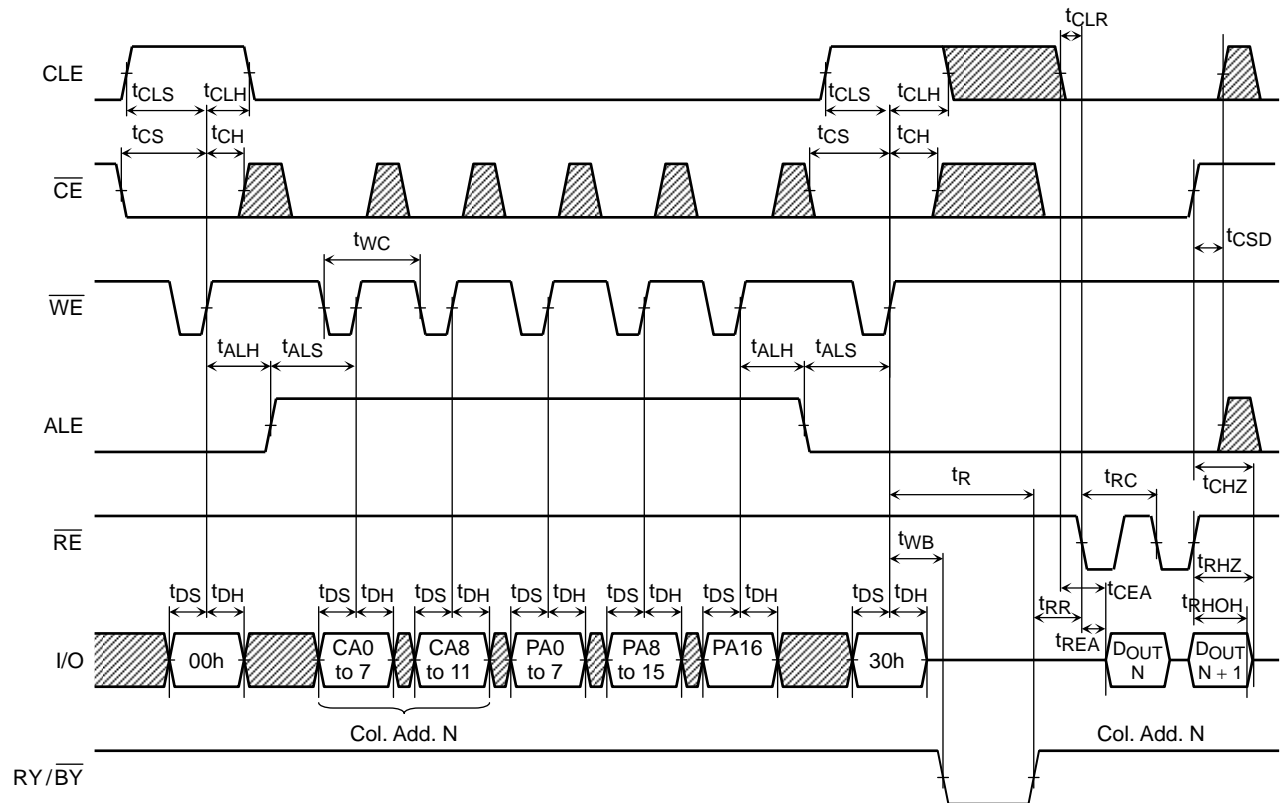 tCLR
CLE
tCLS tCLH tCLS tCLH
tCS tCH tCS tCH
CE
tWC tCSD
WE
tALH tALS tALH tALS
ALE
tR tRC tCHZ
RE
tWB tRHZ
tDS tDH tDS tDH tDS tDH tDS tDH tDS tDH tDS tDH tDS tDH tRR tCEA tRHOH
tREA
I/O 00h CA0 to 7 CA8 to 11 PA0 to 7 PA8 to 15 PA16 30h DOUT N DOUT N + 1
Col. Add. N Col. Add. N
RY/BY